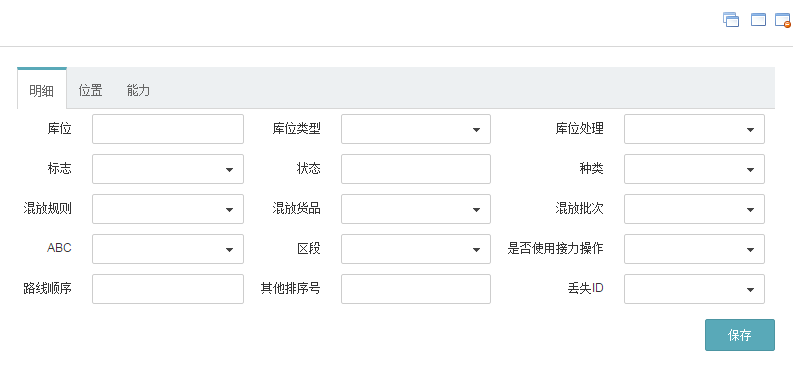 明细 位置 能力
库位 库位类型 库位处理
标志 状态 种类
混放规则 混放货品 混放批次
ABC 区段 是否使用接力操作
路线顺序 其他排序号 丢失ID
保存